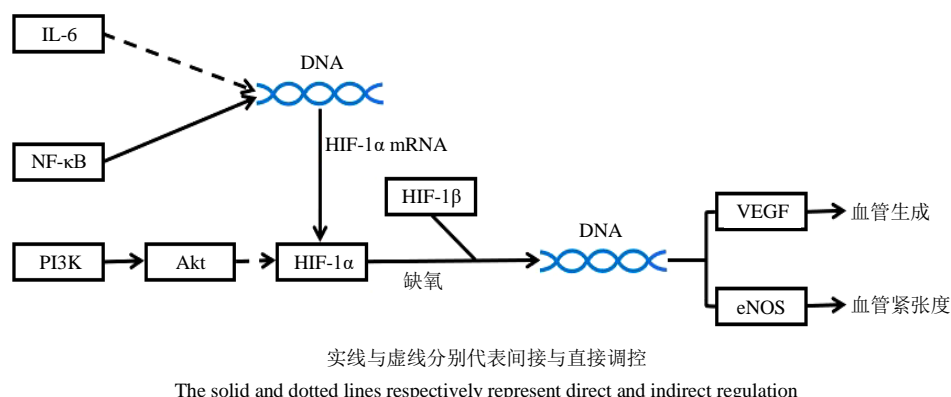 IL-6
DNA
HIF-1α mRNA
NF-κB
HIF-1β
VEGF
血管生成
DNA
PI3K
Akt
HIF-1α
缺氧
eNOS
血管紧张度
实线与虚线分别代表间接与直接调控
The solid and dotted lines respectively represent direct and indirect regulation